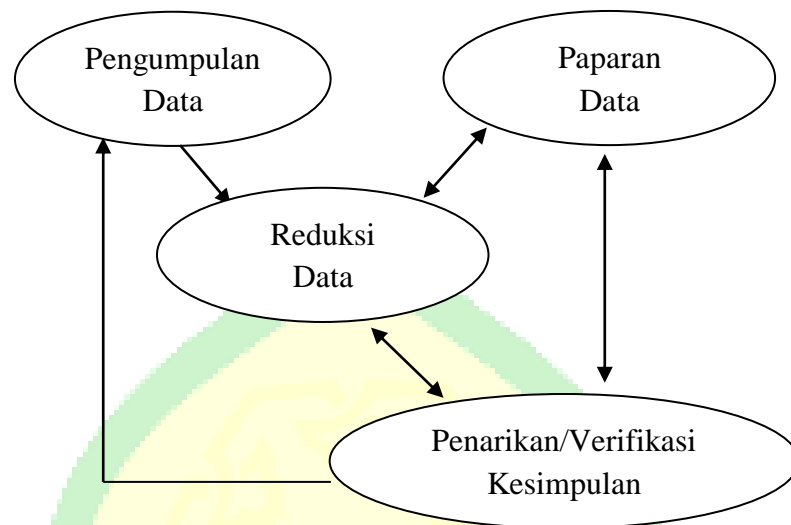 Pengumpulan
Data
Paparan
Data
Reduksi
Data
Penarikan/Verifikasi
Kesimpulan